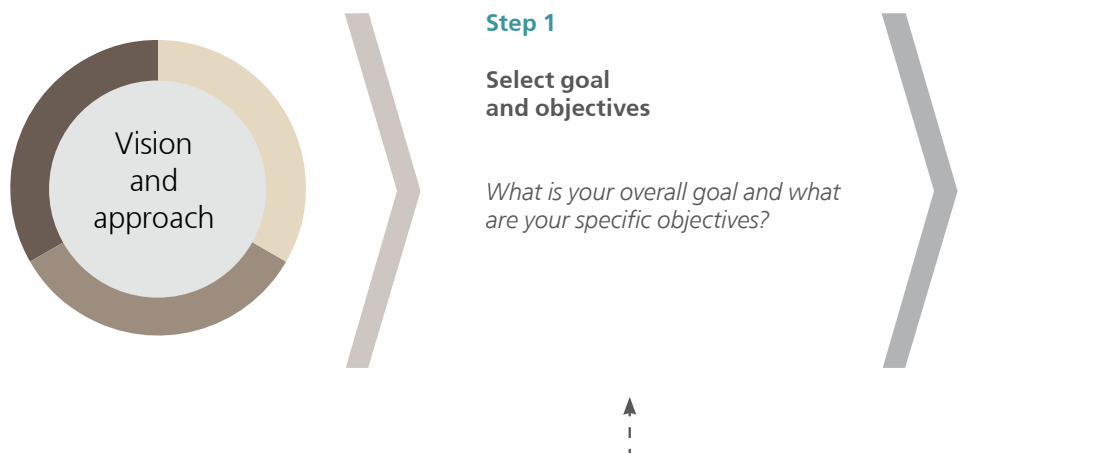 Vision
and
approach
Step 1
Select goal
and objectives
What is your overall goal and what
are your specific objectives?